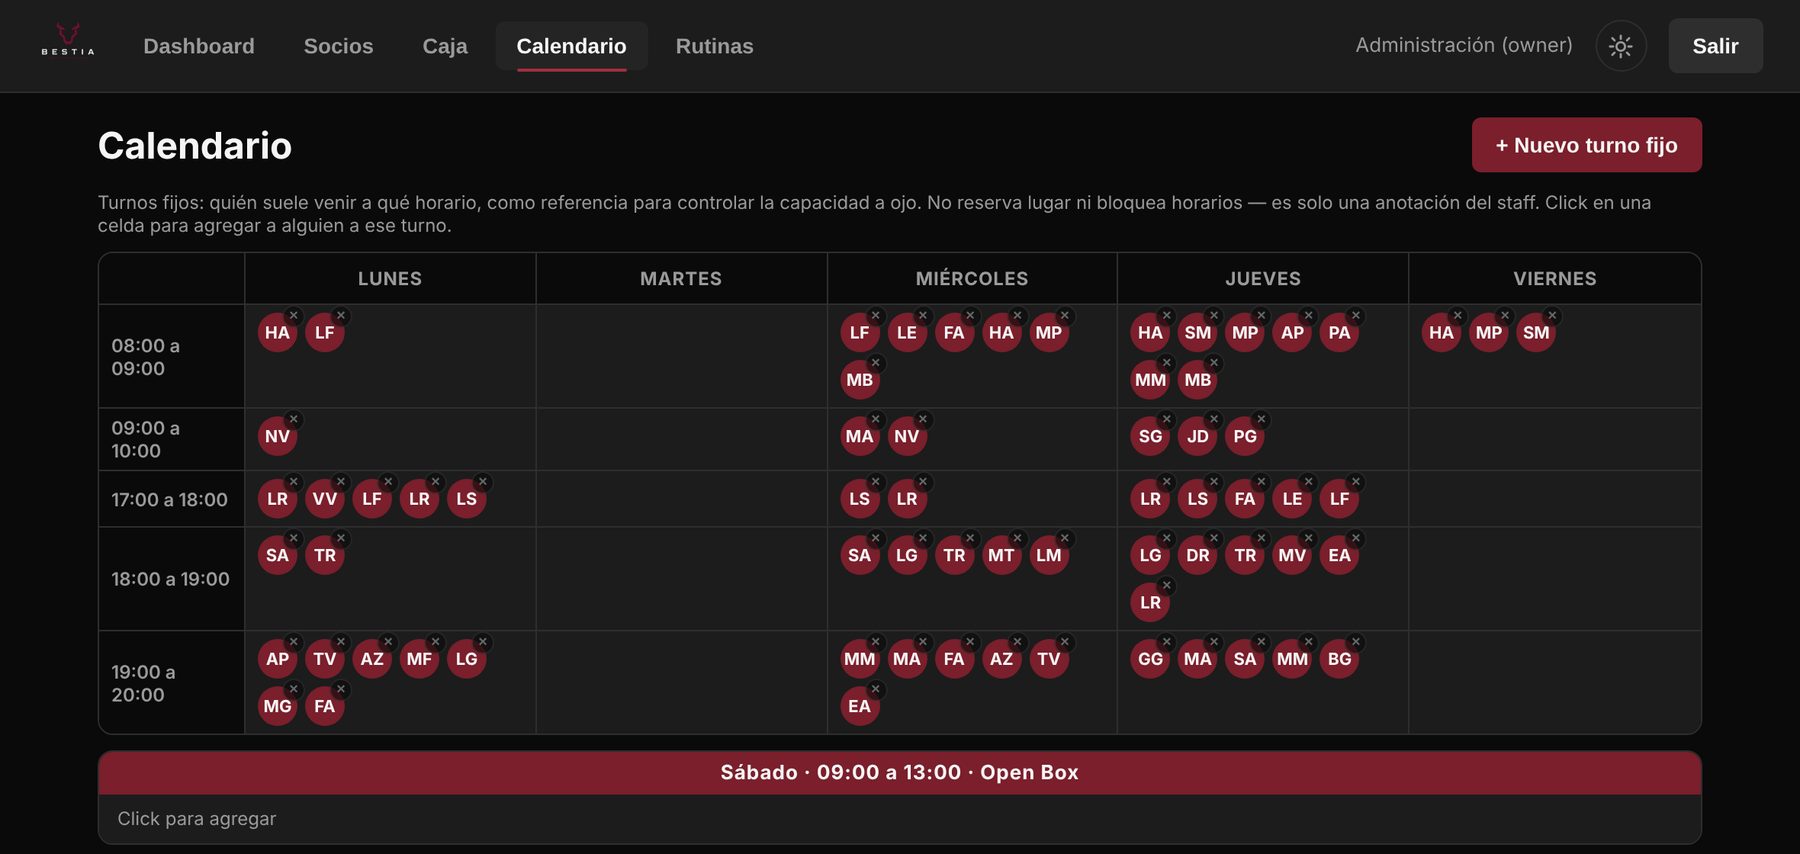 BESTIA
Dashboard
Socios
Caja
Calendario
Rutinas
Administración (owner)
Salir
Calendario
+ Nuevo turno fijo
Turnos fijos: quién suele venir a qué horario, como referencia para controlar la capacidad a ojo. No reserva lugar ni bloquea horarios — es solo una anotación del staff. Click en una
celda para agregar a alguien a ese turno.
LUNES
MARTES
MIÉRCOLES
JUEVES
VIERNES
08:00 a
09:00
HA × LF ×
LF × LE × FA × HA × MP ×
MB ×
HA × SM × MP × AP × PA ×
MM × MB ×
HA × MP × SM ×
09:00 a
10:00
NV ×
MA × NV ×
SG × JD × PG ×
17:00 a 18:00
LR × VV × LF × LR × LS ×
LS × LR ×
LR × LS × FA × LE × LF ×
18:00 a 19:00
SA × TR ×
SA × LG × TR × MT × LM ×
LG × DR × TR × MV × EA ×
LR ×
19:00 a
20:00
AP × TV × AZ × MF × LG ×
MG × FA ×
MM × MA × FA × AZ × TV ×
EA ×
GG × MA × SA × MM × BG ×
Sábado · 09:00 a 13:00 · Open Box
Click para agregar